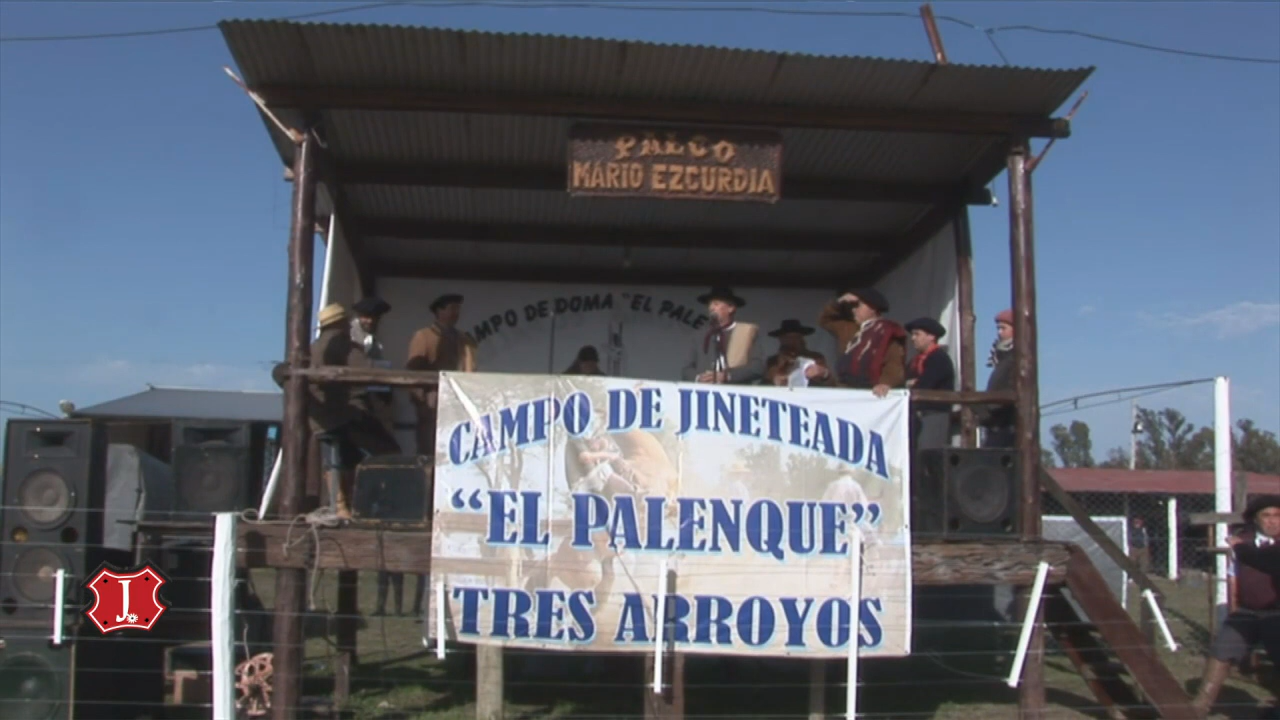 PALCO
MARIO EZCURDIA
CAMPO DE DOMA "EL PALE
CAMPO DE JINETEADA
"EL PALENQUE"
TRES ARROYOS
J